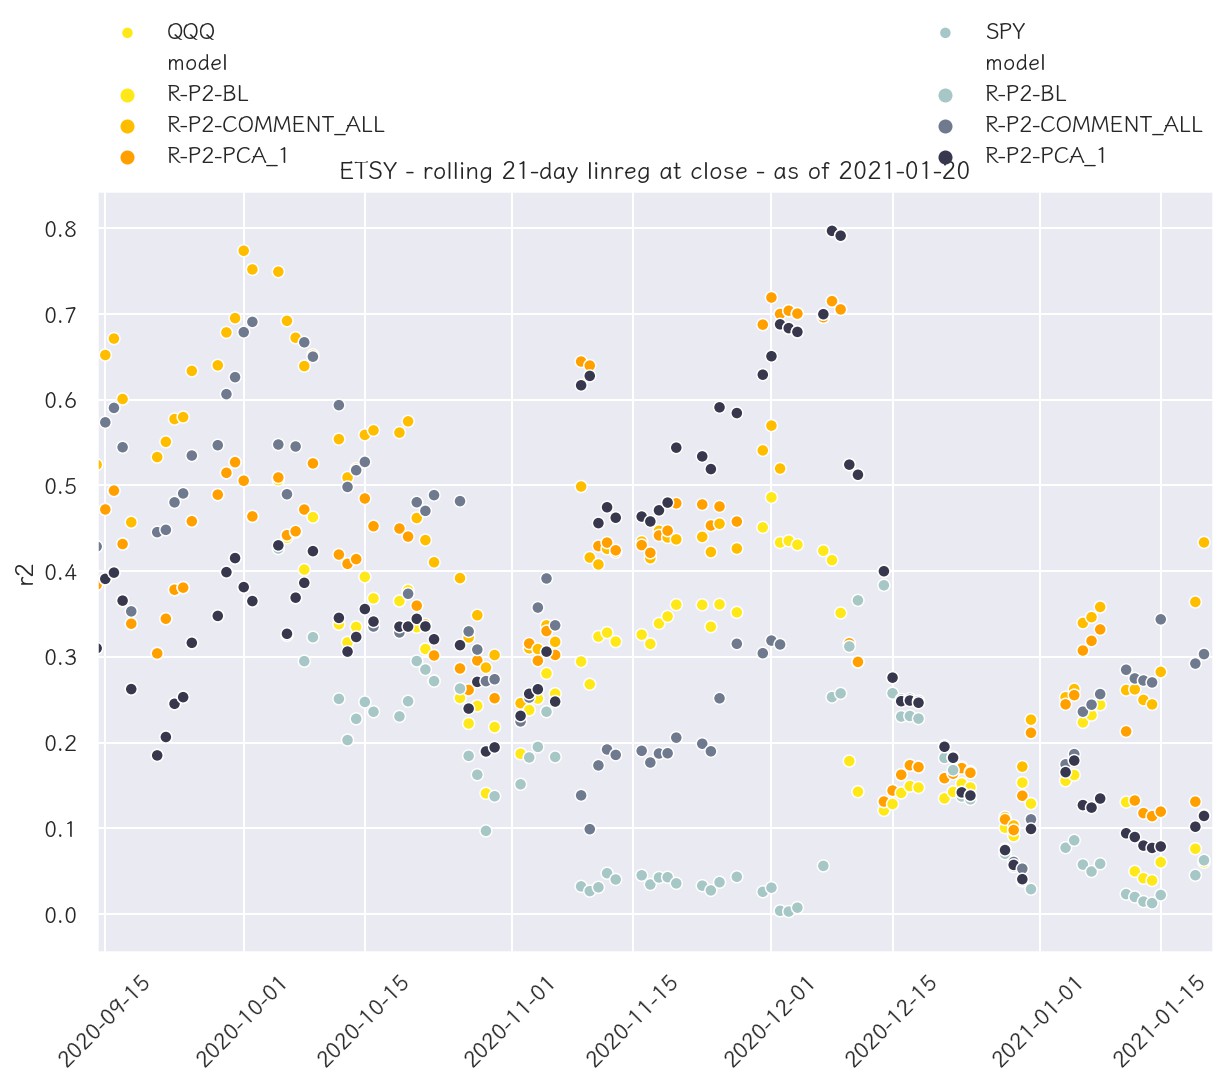 QQQ
model
R-P2-BL
R-P2-COMMENT_ALL
R-P2-PCA_1
SPY
model
R-P2-BL
R-P2-COMMENT_ALL
R-P2-PCA_1
ETSY - rolling 21-day linreg at close - as of 2021-01-20
r2
0.8
0.7
0.6
0.5
0.4
0.3
0.2
0.1
0.0
2020-09-15
2020-10-01
2020-10-15
2020-11-01
2020-11-15
2020-12-01
2020-12-15
2021-01-01
2021-01-15